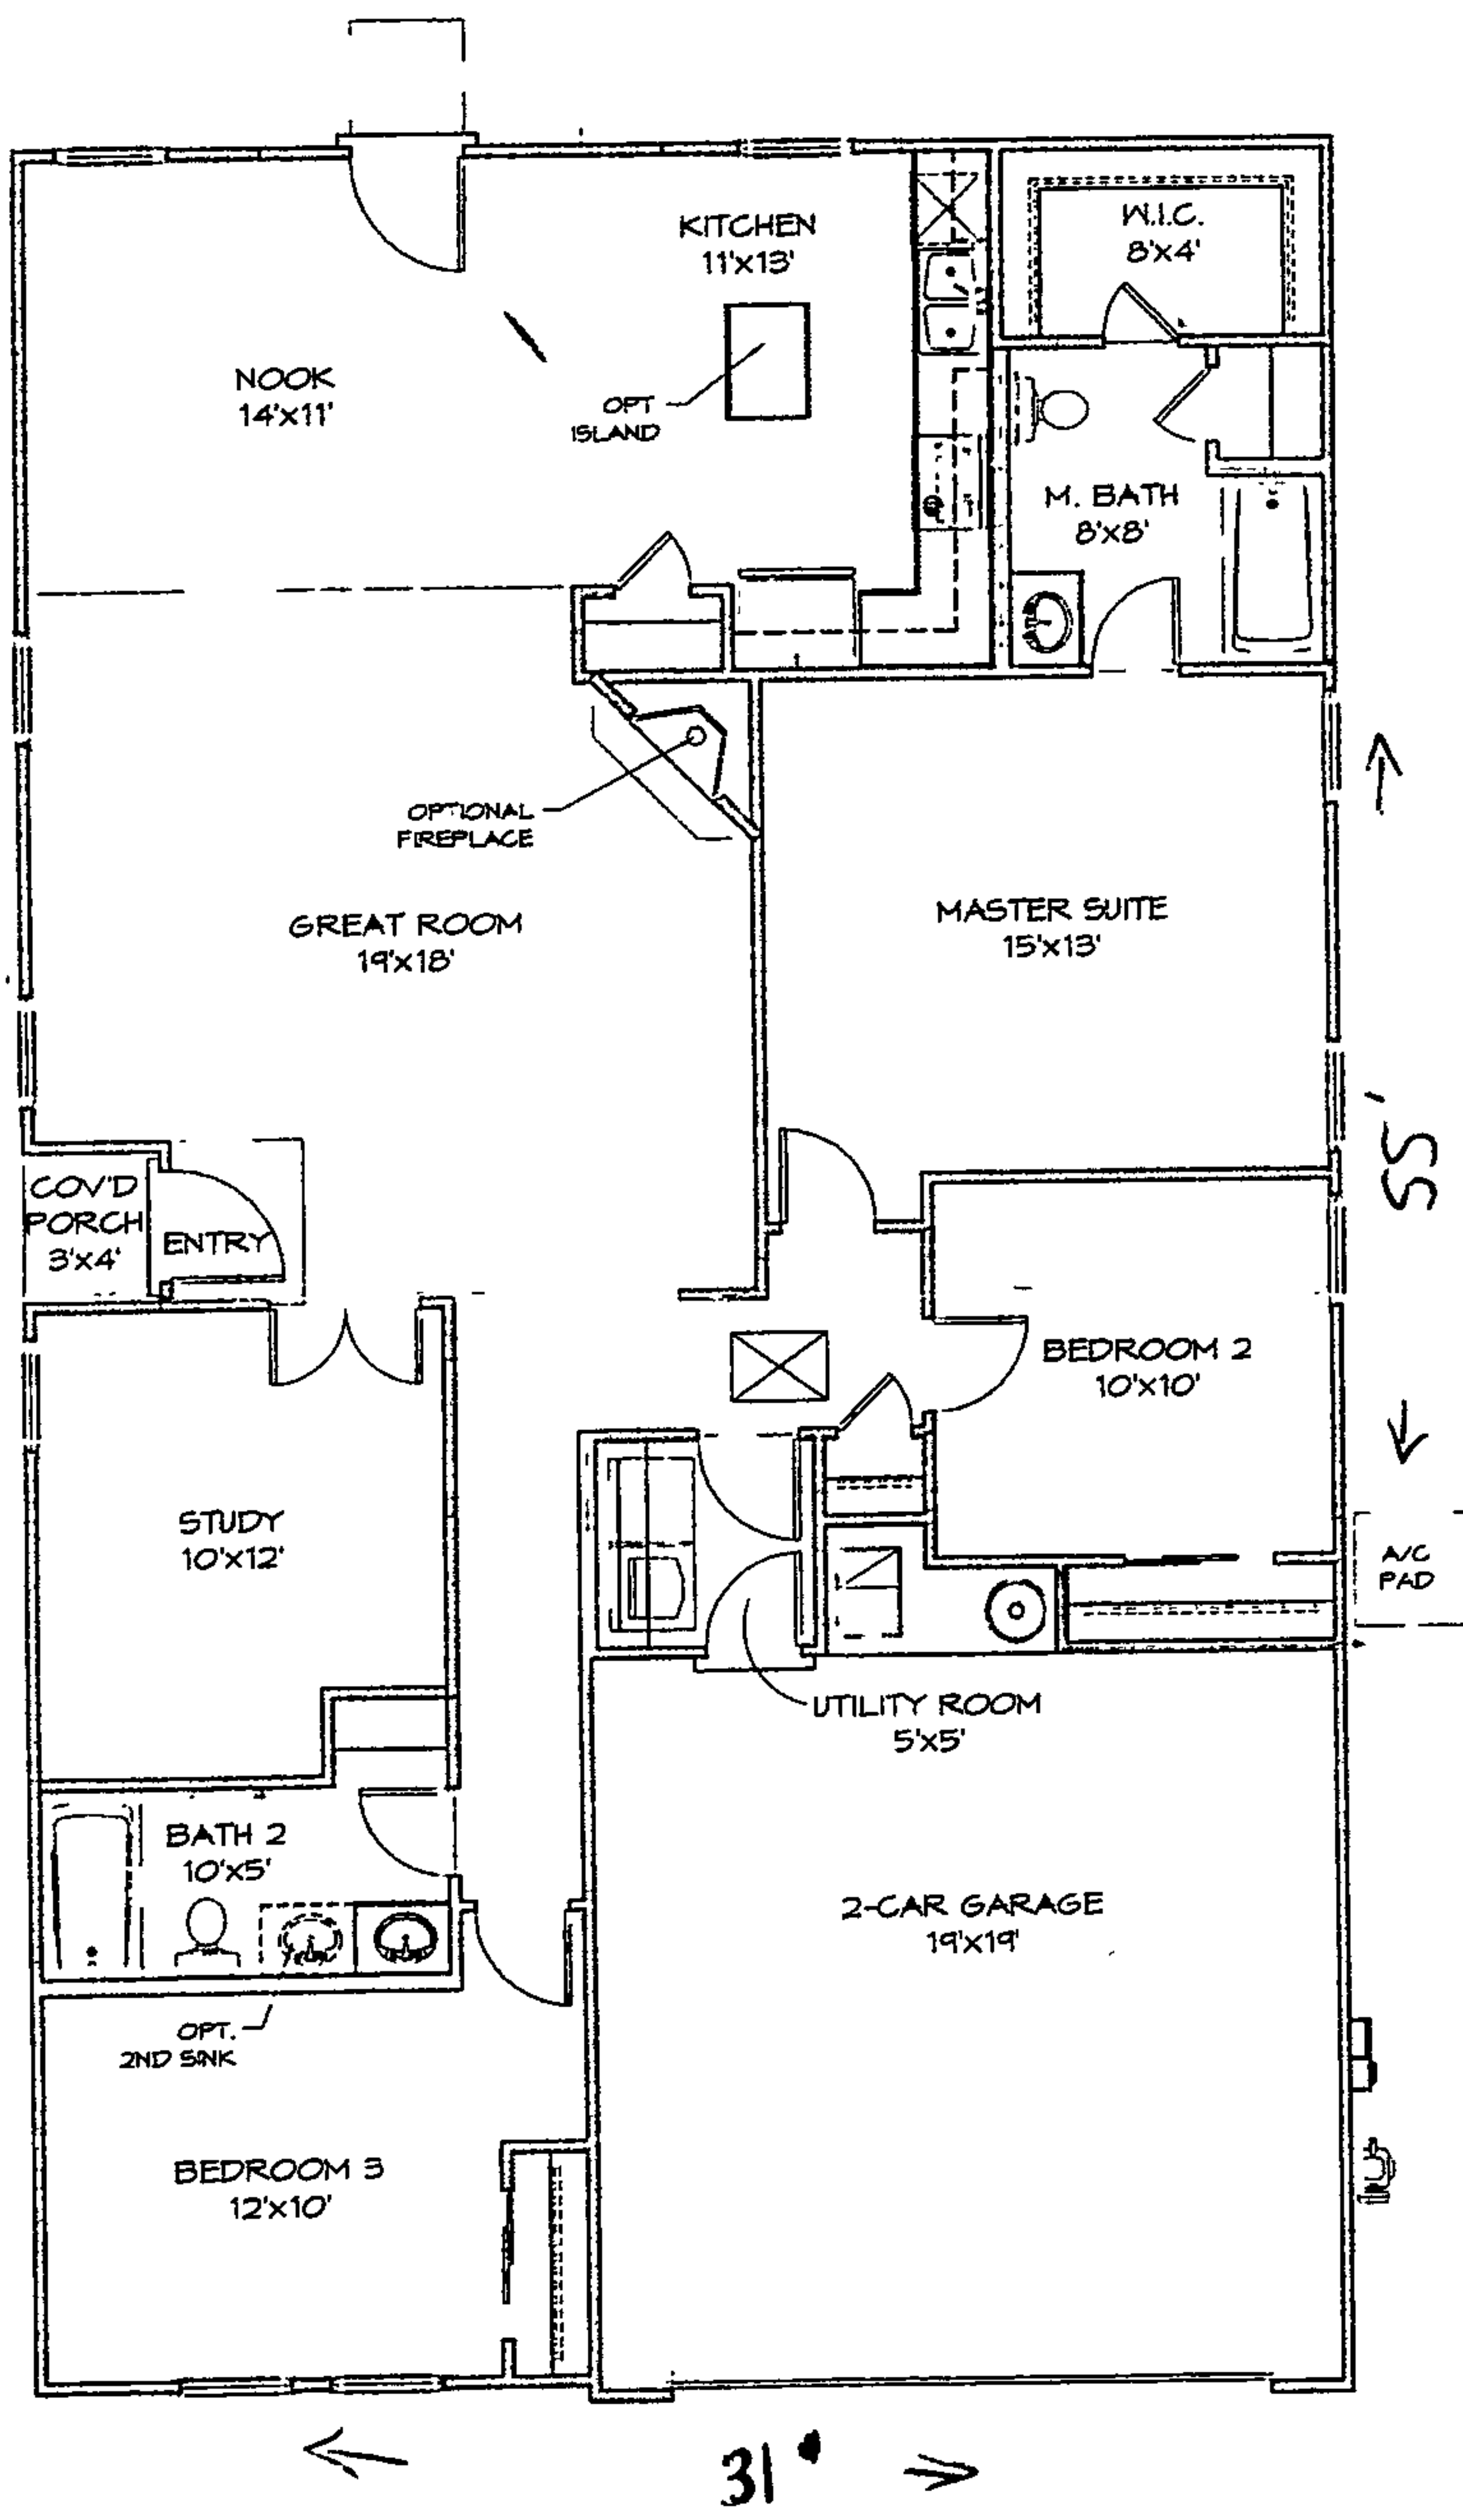 KITCHEN
11'x13'
W.I.C.
8'x4'
NOOK
14'x11'
OPT
ISLAND
M. BATH
8'x8'
OPTIONAL
FIREPLACE
GREAT ROOM
19'x18'
MASTER SUITE
15'x13'
55'
COV'D
PORCH
3'x4'
ENTRY
BEDROOM 2
10'x10'
STUDY
10'x12'
A/C
PAD
UTILITY ROOM
5'x5'
BATH 2
10'x5'
2-CAR GARAGE
19'x19'
OPT.
2ND SINK
BEDROOM 3
12'x10'
31'